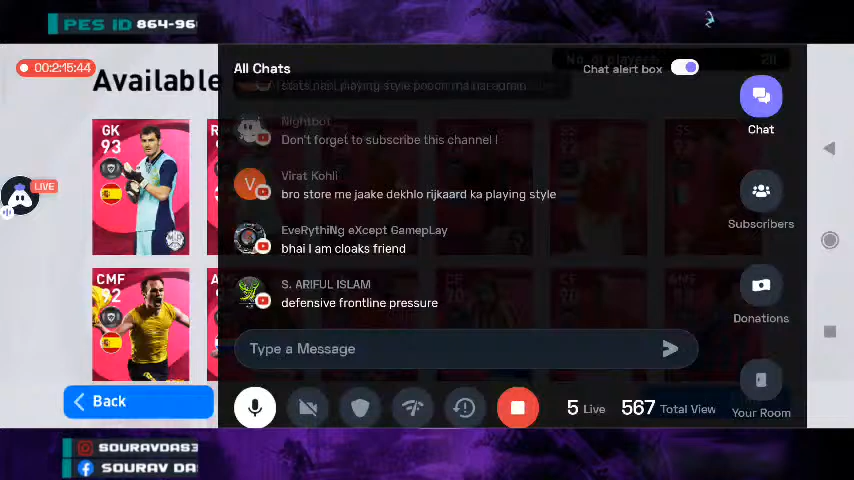 PES ID 864-96
00:2:15:44
Available
All Chats
Chat alert box
Nightbot
Don't forget to subscribe this channel !
Virat Kohli
bro store me jaake dekhlo rijkaard ka playing style
EveRythiNg eXcept GamepLay
bhai I am cloaks friend
S. ARIFUL ISLAM
defensive frontline pressure
Type a Message
Chat
Subscribers
Donations
Your Room
LIVE
GK
93
CMF
92
Back
5 Live 567 Total View
SOURAVDAS3
SOURAV DA